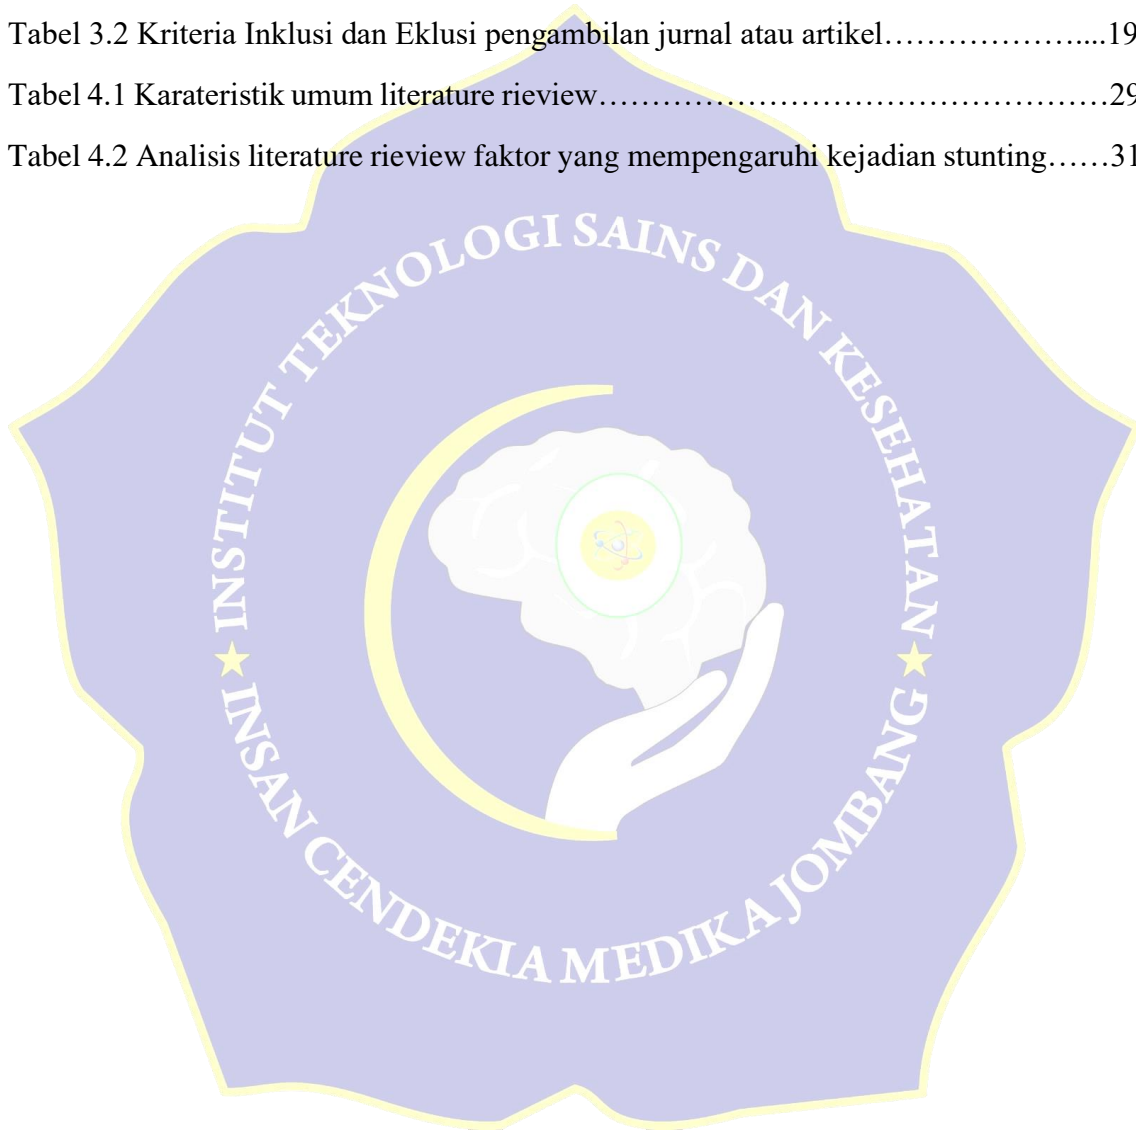 Tabel 3.2 Kriteria Inklusi dan Eklusi pengambilan jurnal atau artikel………………....19
Tabel 4.1 Karateristik umum literature rieview…………………………………………29
Tabel 4.2 Analisis literature rieview faktor yang mempengaruhi kejadian stunting……31
INSTITUT TEKNOLOGI SAINS DAN KESEHATAN
INSAN CENDEKIA MEDIKA JOMBANG